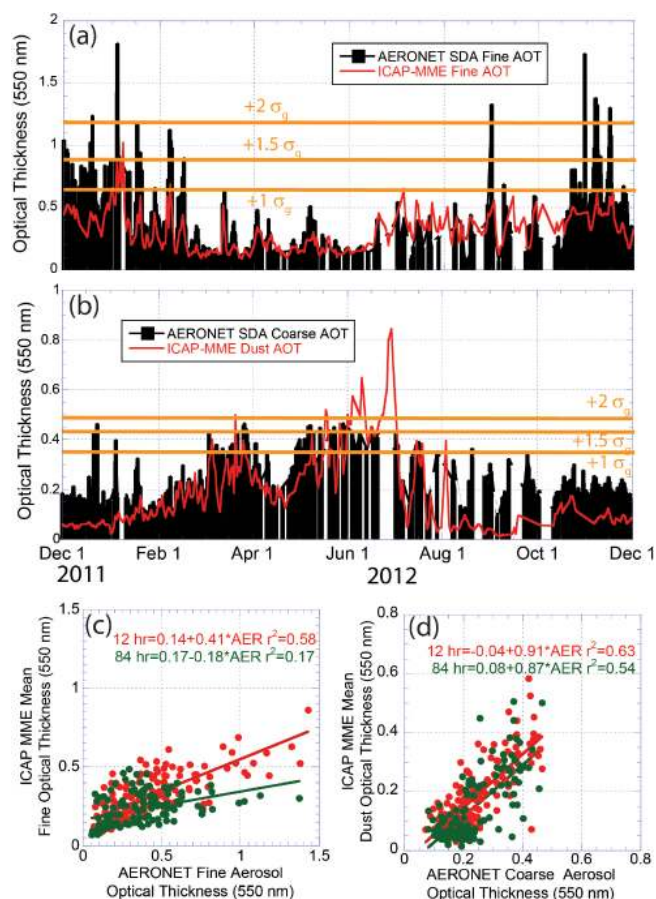 (a)
AERONET SDA Fine AOT
ICAP-MME Fine AOT
Optical Thickness (550 nm)
2
1.5
1
0.5
0
+2 σg
+1.5 σg
+1 σg
(b)
AERONET SDA Coarse AOT
ICAP-MME Dust AOT
Optical Thickness (550 nm)
1
0.8
0.6
0.4
0.2
0
+2 σg
+1.5 σg
+1 σg
Dec 1 Feb 1 Apr 1 Jun 1 Aug 1 Oct 1 Dec 1
2011 2012
(c)
12 hr=0.14+0.41*AER r²=0.58
84 hr=0.17-0.18*AER r²=0.17
ICAP MME Mean
Fine Optical Thickness (550 nm)
1.5
1
0.5
0
0 0.5 1 1.5
AERONET Fine Aerosol
Optical Thickness (550 nm)
(d)
12 hr=-0.04+0.91*AER r²=0.63
84 hr=0.08+0.87*AER r²=0.54
ICAP MME Mean
Dust Optical Thickness (550 nm)
0.8
0.6
0.4
0.2
0
0 0.2 0.4 0.6 0.8
AERONET Coarse Aerosol
Optical Thickness (550 nm)